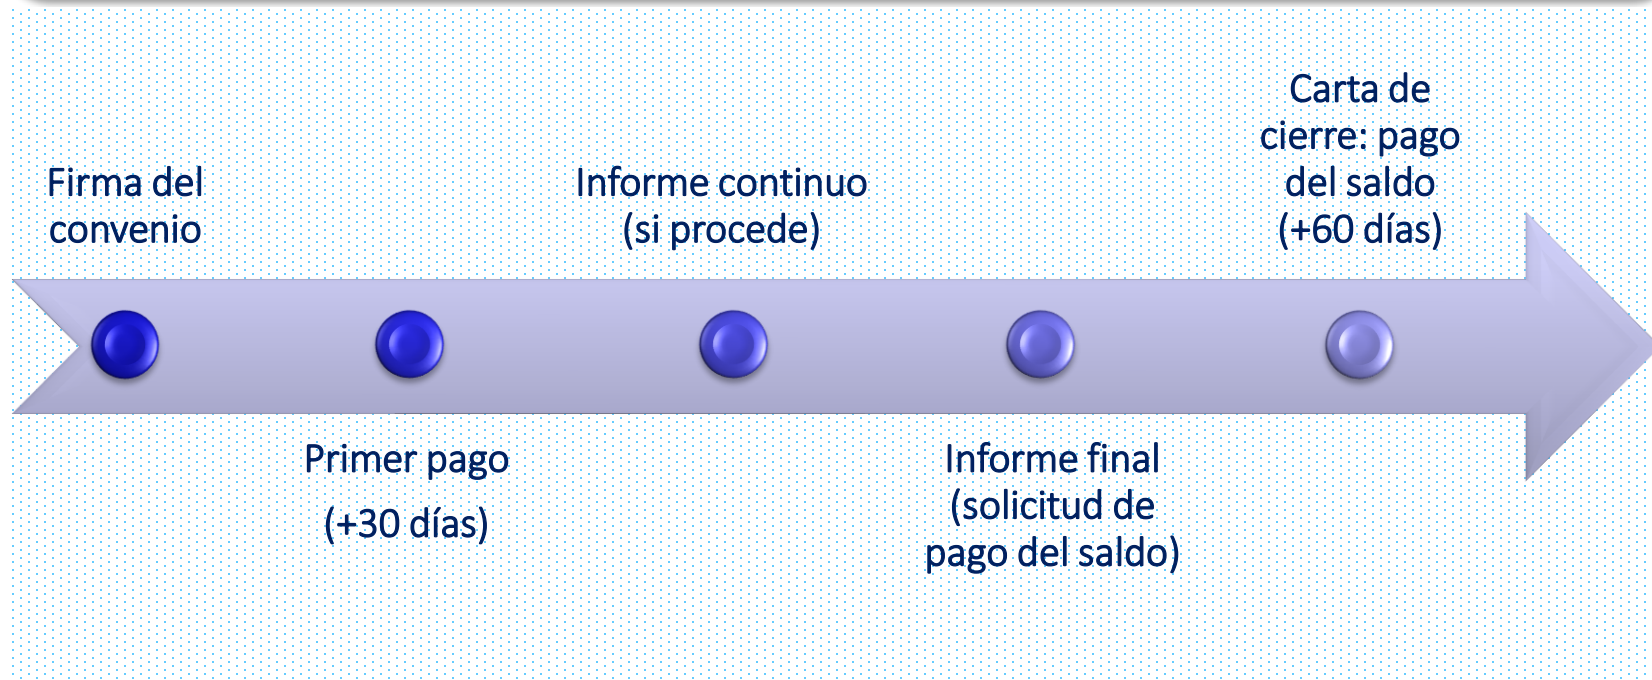 Firma del
convenio
Primer pago
(+30 días)
Informe continuo
(si procede)
Informe final
(solicitud de
pago del saldo)
Carta de
cierre: pago
del saldo
(+60 días)